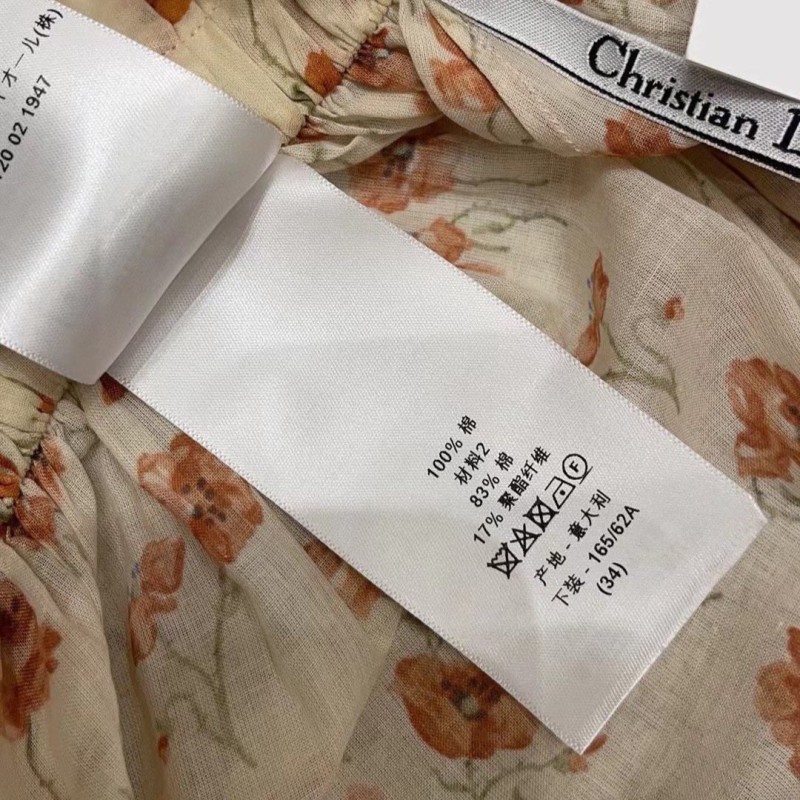 オール(株)
20 02 1947
Christian
100% 棉
材料2
83% 棉
17% 聚酯纤维
F
产地 - 意大利
下装 - 165/62A
(34)